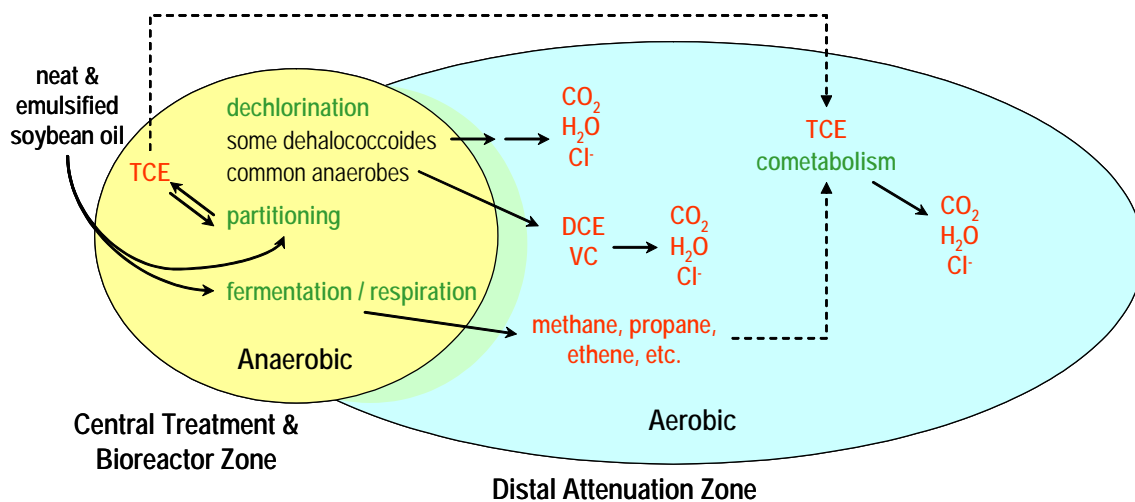 neat &
emulsified
soybean oil
TCE
dechlorination
some dehalococcoides
common anaerobes
partitioning
fermentation / respiration
Anaerobic
Central Treatment &
Bioreactor Zone
CO₂
H₂O
Cl⁻
DCE
VC
CO₂
H₂O
Cl⁻
methane, propane,
ethene, etc.
TCE
cometabolism
CO₂
H₂O
Cl⁻
Aerobic
Distal Attenuation Zone